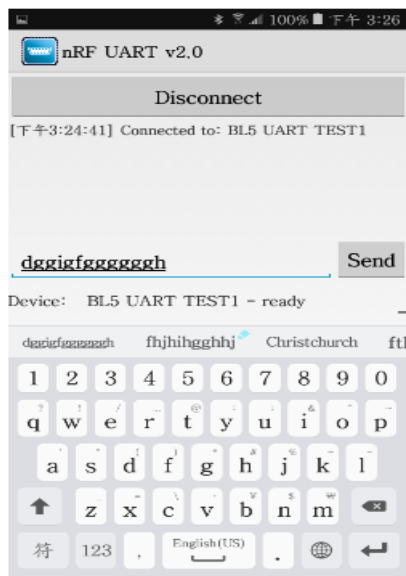 100% 下午 3:26
nRF UART v2.0
Disconnect
[下午3:24:41] Connected to: BL5 UART TEST1
dggigfggggggh
Send
Device: BL5 UART TEST1 - ready
fhjhihgghhj Christchurch
1 2 3 4 5 6 7 8 9 0
q w e r t y u i o p
a s d f g h j k l
z x c v b n m
符 123 , English(US) .